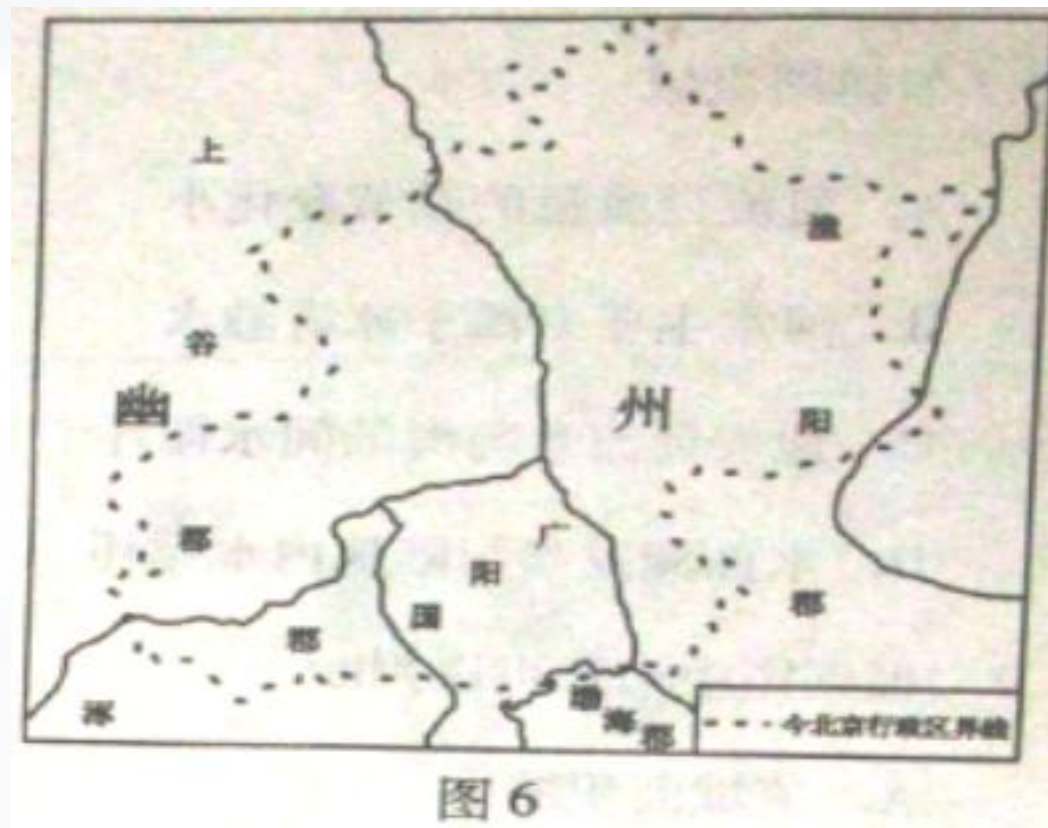 上
谷
郡
幽
州
渔
阳
郡
广
阳
国
涿
郡
勃
海
郡
今北京行政区界线
图 6